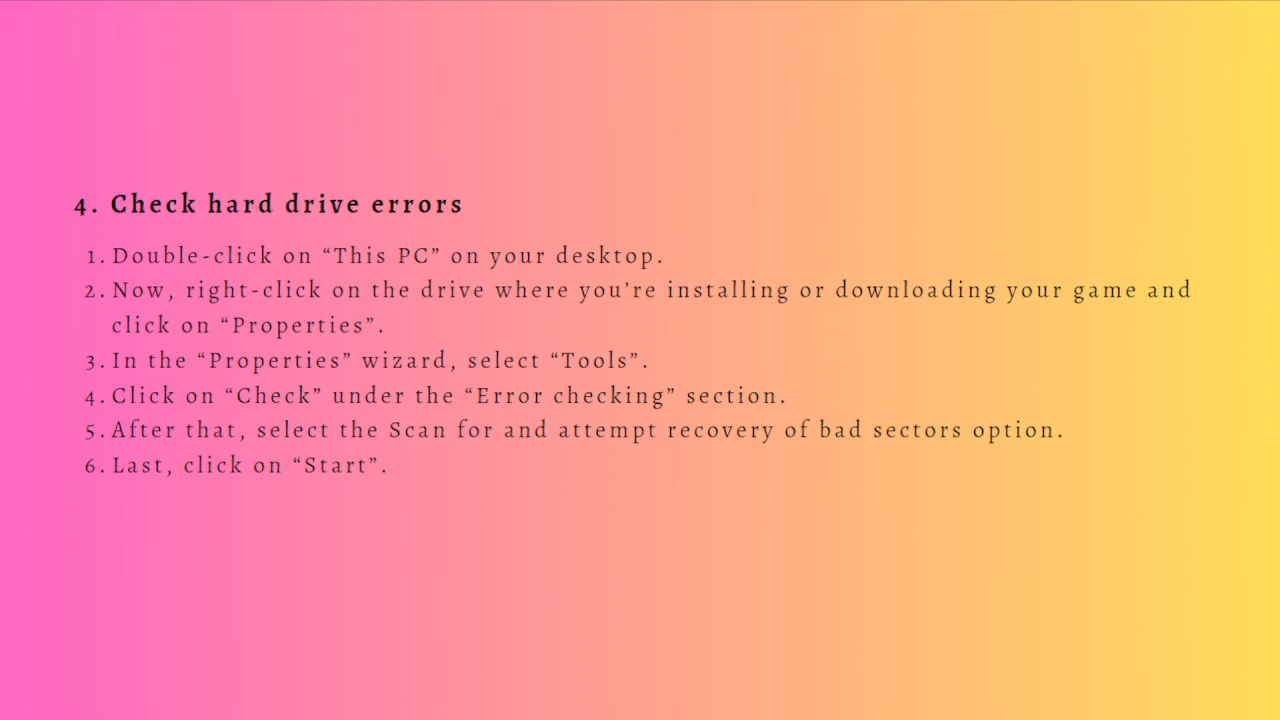 4. Check hard drive errors
1. Double-click on “This PC” on your desktop.
2. Now, right-click on the drive where you’re installing or downloading your game and
click on “Properties”.
3. In the “Properties” wizard, select “Tools”.
4. Click on “Check” under the “Error checking” section.
5. After that, select the Scan for and attempt recovery of bad sectors option.
6. Last, click on “Start”.